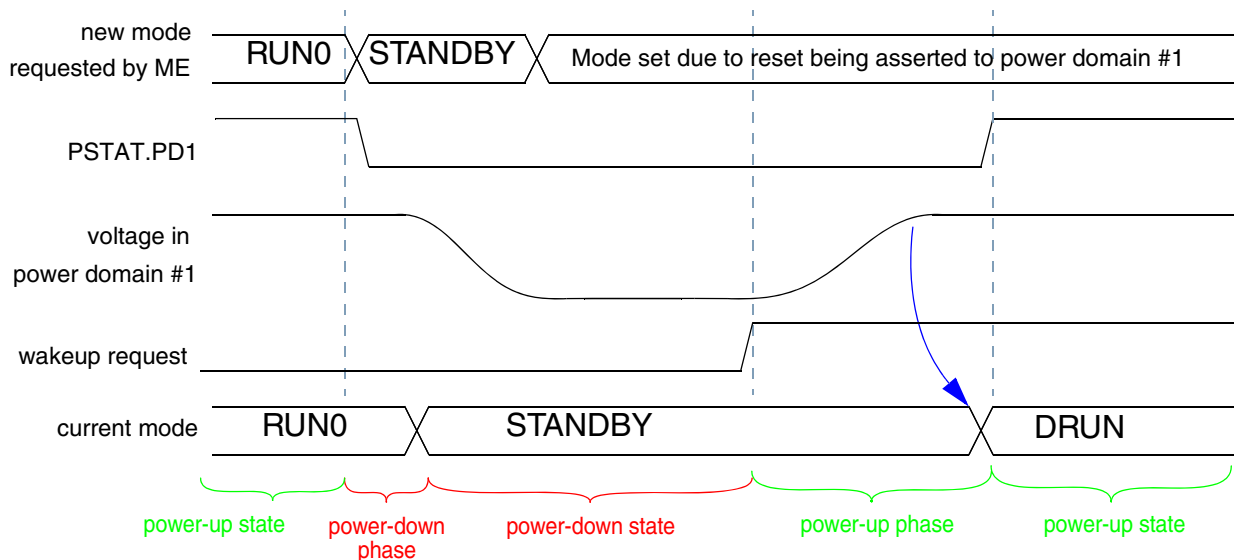 new mode
requested by ME
RUN0
STANDBY
Mode set due to reset being asserted to power domain #1
PSTAT.PD1
voltage in
power domain #1
wakeup request
current mode
RUN0
STANDBY
DRUN
power-up state
power-down
phase
power-down state
power-up phase
power-up state